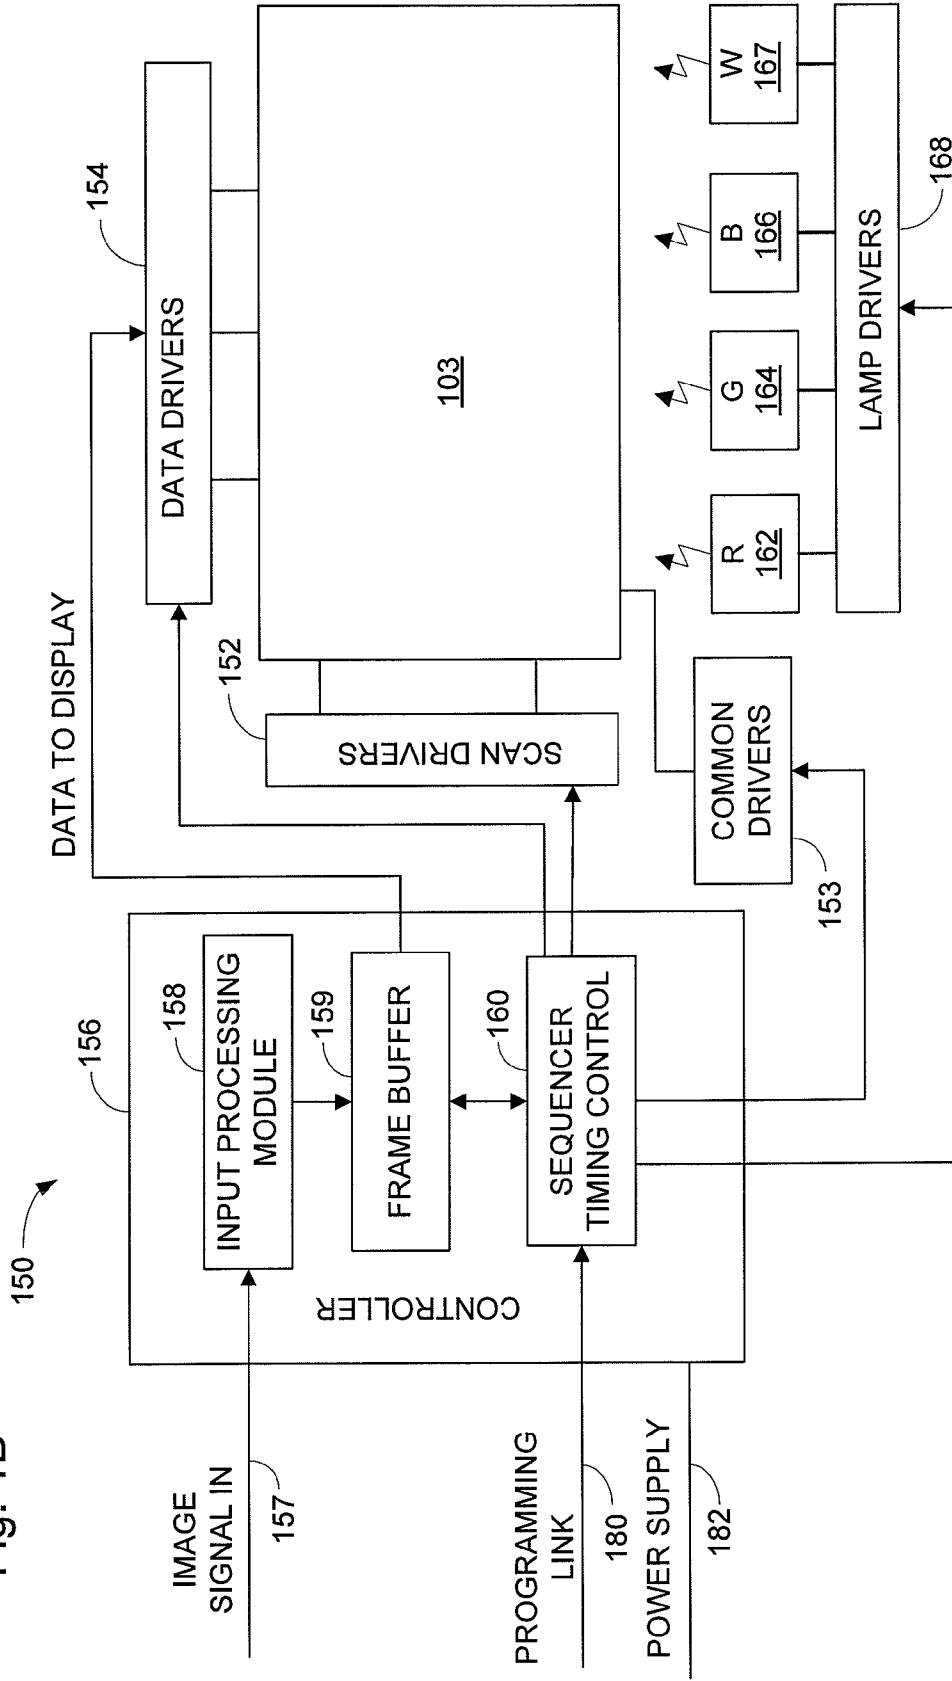 150
156
DATA TO DISPLAY
154
IMAGE
SIGNAL IN
157
158
INPUT PROCESSING
MODULE
DATA DRIVERS
159
FRAME BUFFER
152
SCAN DRIVERS
103
CONTROLLER
PROGRAMMING
LINK
180
160
SEQUENCER
TIMING CONTROL
POWER SUPPLY
182
COMMON
DRIVERS
153
R
162
G
164
B
166
W
167
LAMP DRIVERS
168